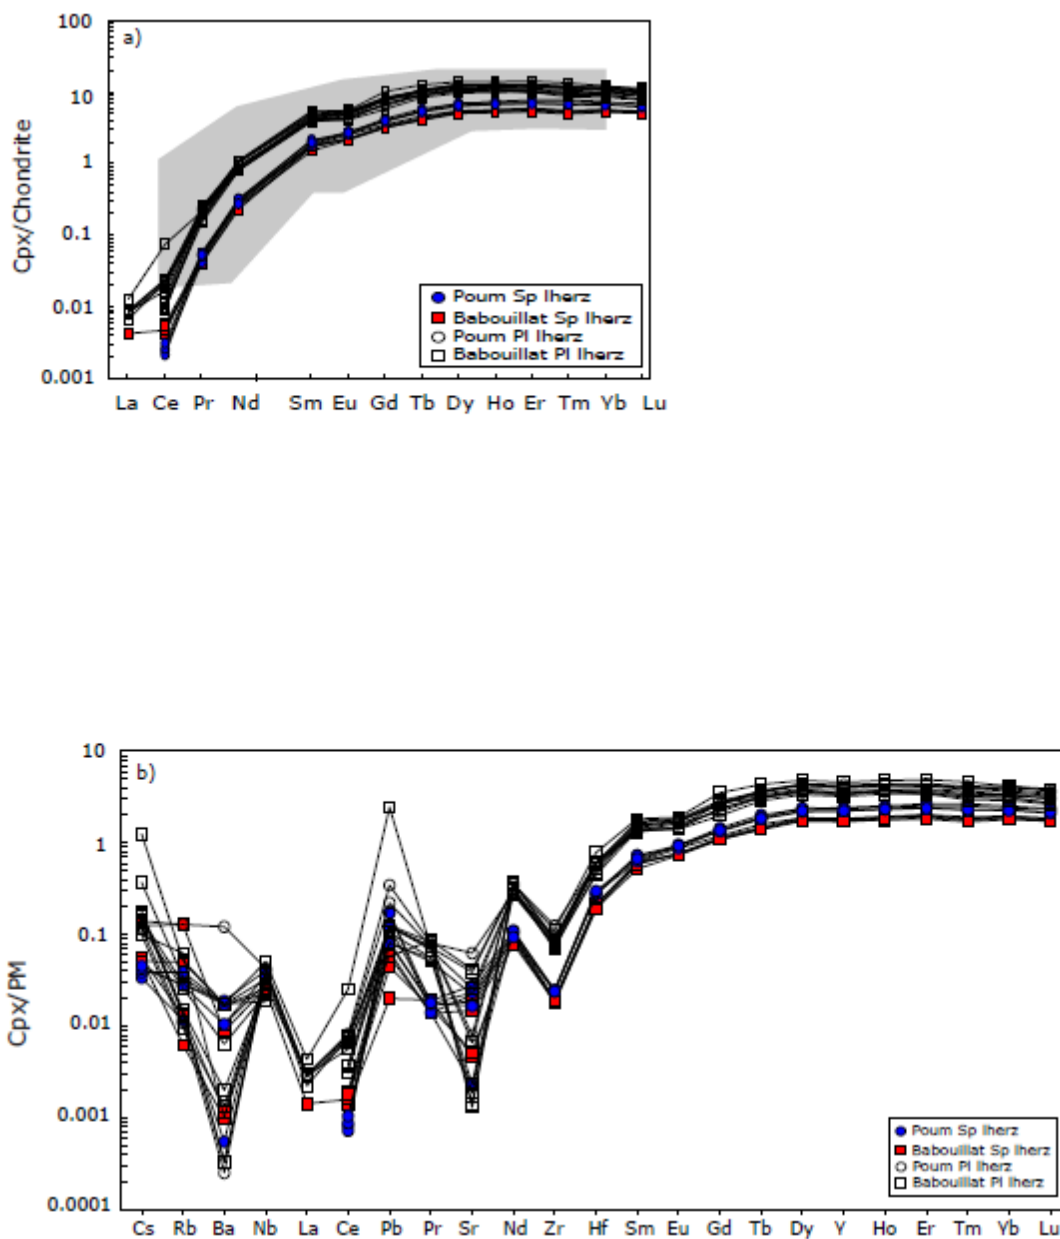 100
a)
10
1
0.1
0.01
0.001
Cpx/Chondrite
Poum Sp lherz
Babouillat Sp lherz
Poum Pl lherz
Babouillat Pl lherz
La Ce Pr Nd Sm Eu Gd Tb Dy Ho Er Tm Yb Lu
10
b)
1
0.1
0.01
0.001
0.0001
Cpx/PM
Poum Sp lherz
Babouillat Sp lherz
Poum Pl lherz
Babouillat Pl lherz
Cs Rb Ba Nb La Ce Pb Pr Sr Nd Zr Hf Sm Eu Gd Tb Dy Y Ho Er Tm Yb Lu